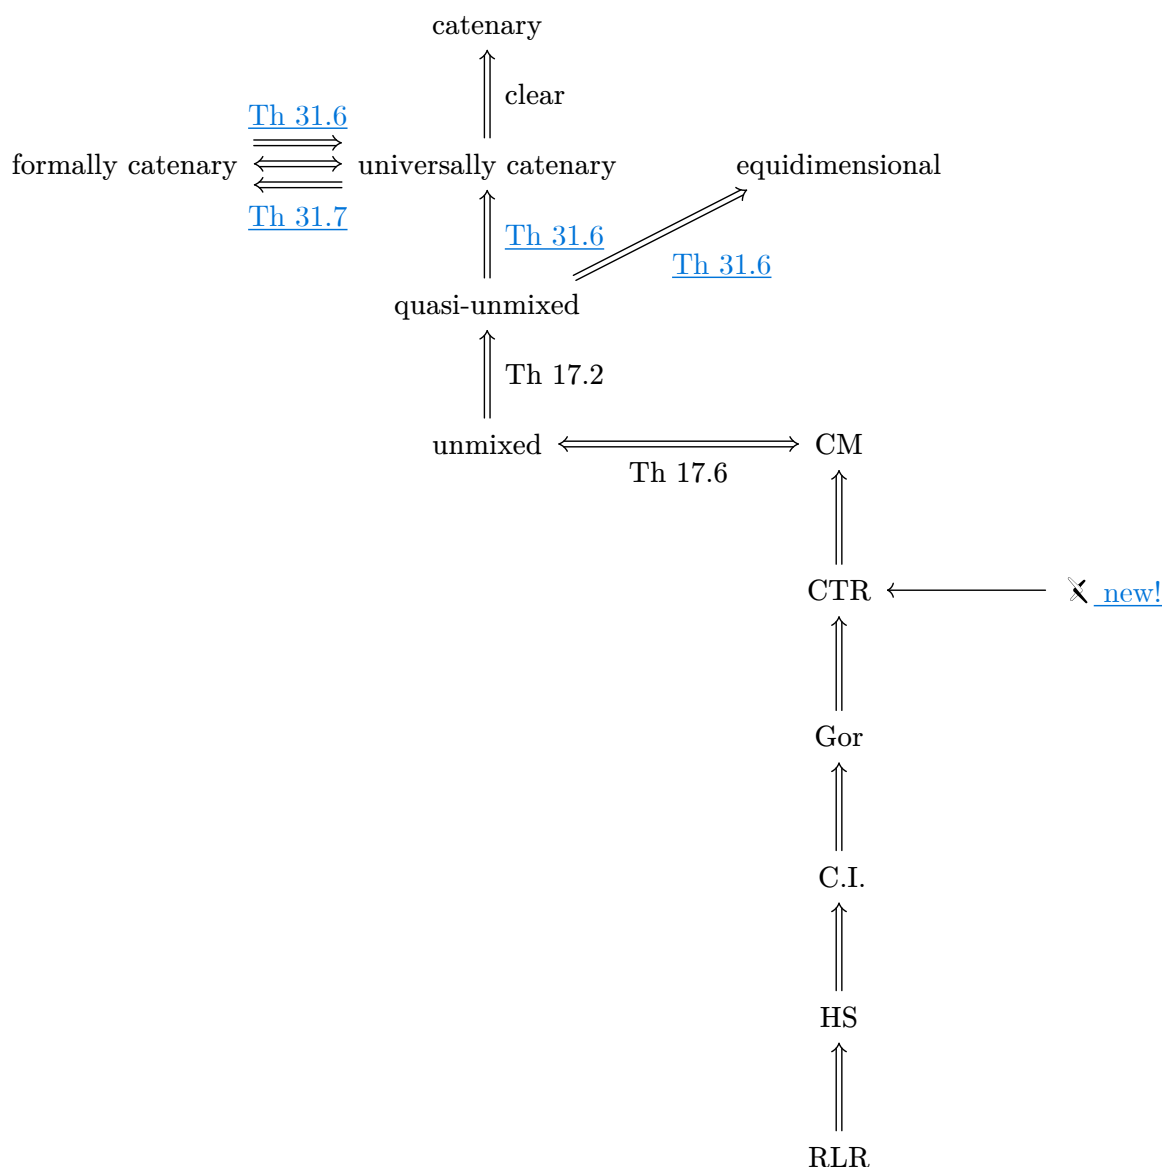 catenary
clear
Th 31.6
formally catenary universally catenary equidimensional
Th 31.7
Th 31.6
Th 31.6
quasi-unmixed
Th 17.2
unmixed CM
Th 17.6
CTR new!
Gor
C.I.
HS
RLR